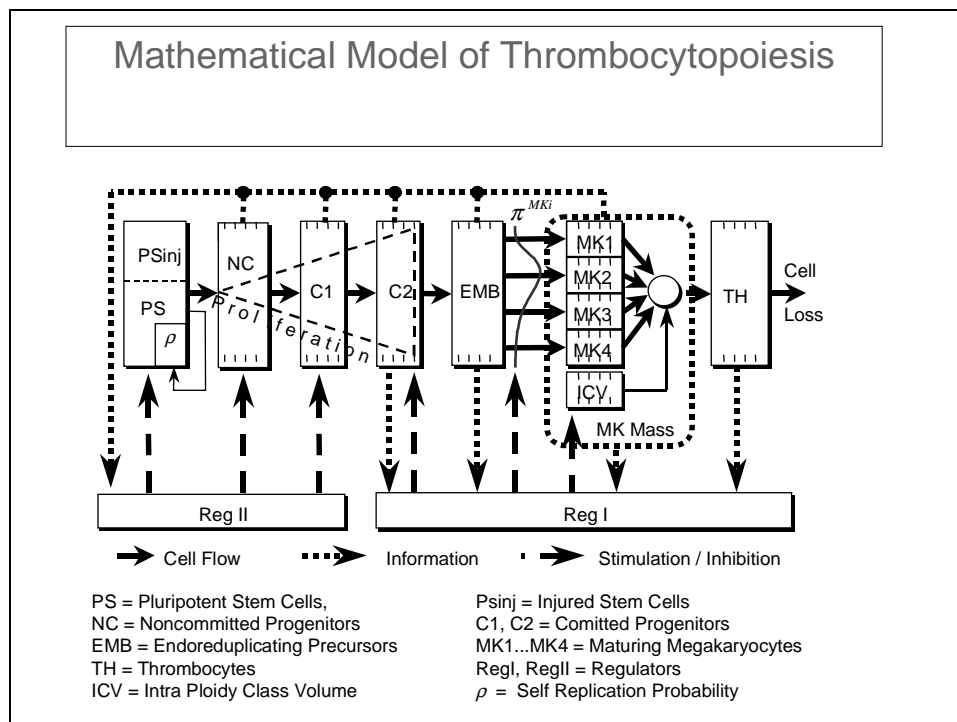 Mathematical Model of Thrombocytopoiesis
π^MKi
PSinj
PS
ρ
NC
C1
C2
Proliferation
EMB
MK1
MK2
MK3
MK4
ICV
MK Mass
TH
Cell
Loss
Reg II
Reg I
Cell Flow
Information
Stimulation / Inhibition
PS = Pluripotent Stem Cells,
NC = Noncommitted Progenitors
EMB = Endoreduplicating Precursors
TH = Thrombocytes
ICV = Intra Ploidy Class Volume
Psinj = Injured Stem Cells
C1, C2 = Comitted Progenitors
MK1...MK4 = Maturing Megakaryocytes
RegI, RegII = Regulators
ρ = Self Replication Probability